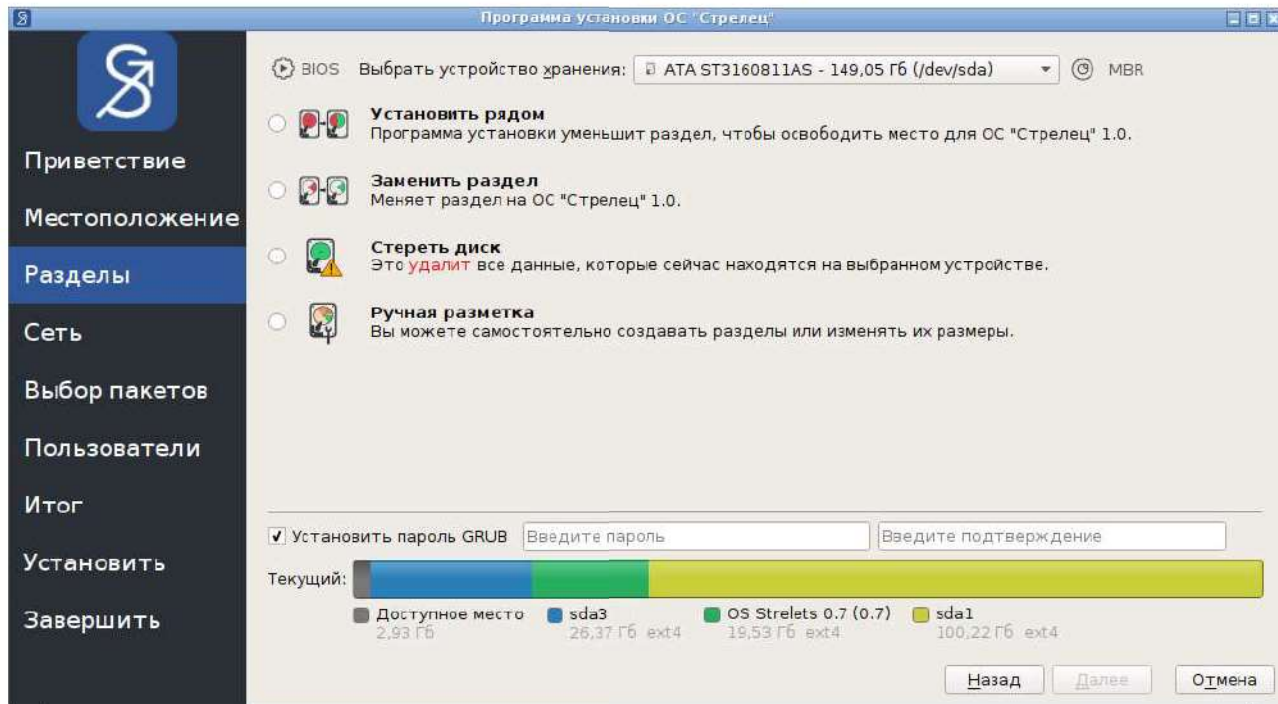 Программа установки ОС "Стрелец"
Приветствие
Местоположение
Разделы
Сеть
Выбор пакетов
Пользователи
Итог
Установить
Завершить
BIOS Выбрать устройство хранения: ATA ST3160811AS - 149,05 Гб (/dev/sda) MBR
Установить рядом
Программа установки уменьшит раздел, чтобы освободить место для ОС "Стрелец" 1.0.
Заменить раздел
Меняет раздел на ОС "Стрелец" 1.0.
Стереть диск
Это удалит все данные, которые сейчас находятся на выбранном устройстве.
Ручная разметка
Вы можете самостоятельно создавать разделы или изменять их размеры.
Установить пароль GRUB Введите пароль Введите подтверждение
Текущий:
Доступное место sda3 OS Strelets 0.7 (0.7) sda1
2,93 Гб 26,37 Гб ext4 19,53 Гб ext4 100,22 Гб ext4
Назад Далее Отмена